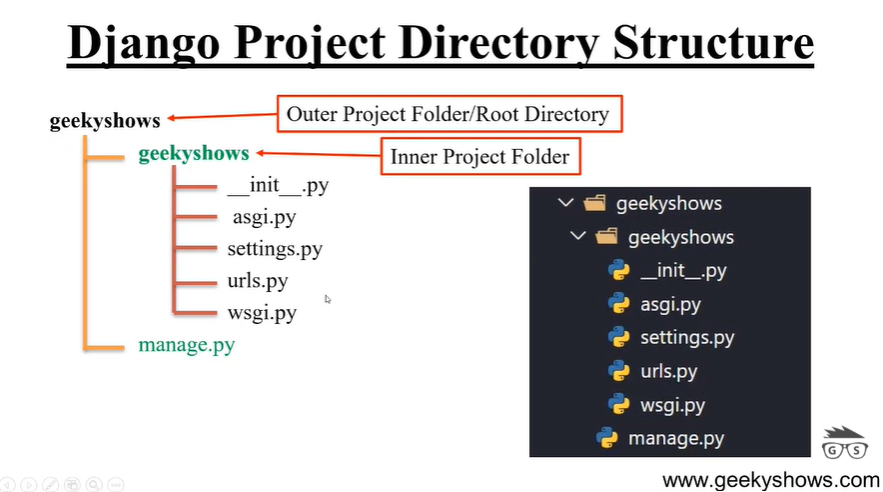 Django Project Directory Structure
geekyshows
Outer Project Folder/Root Directory
geekyshows
Inner Project Folder
__init__.py
asgi.py
settings.py
urls.py
wsgi.py
manage.py
geekyshows
geekyshows
__init__.py
asgi.py
settings.py
urls.py
wsgi.py
manage.py
G S
www.geekyshows.com